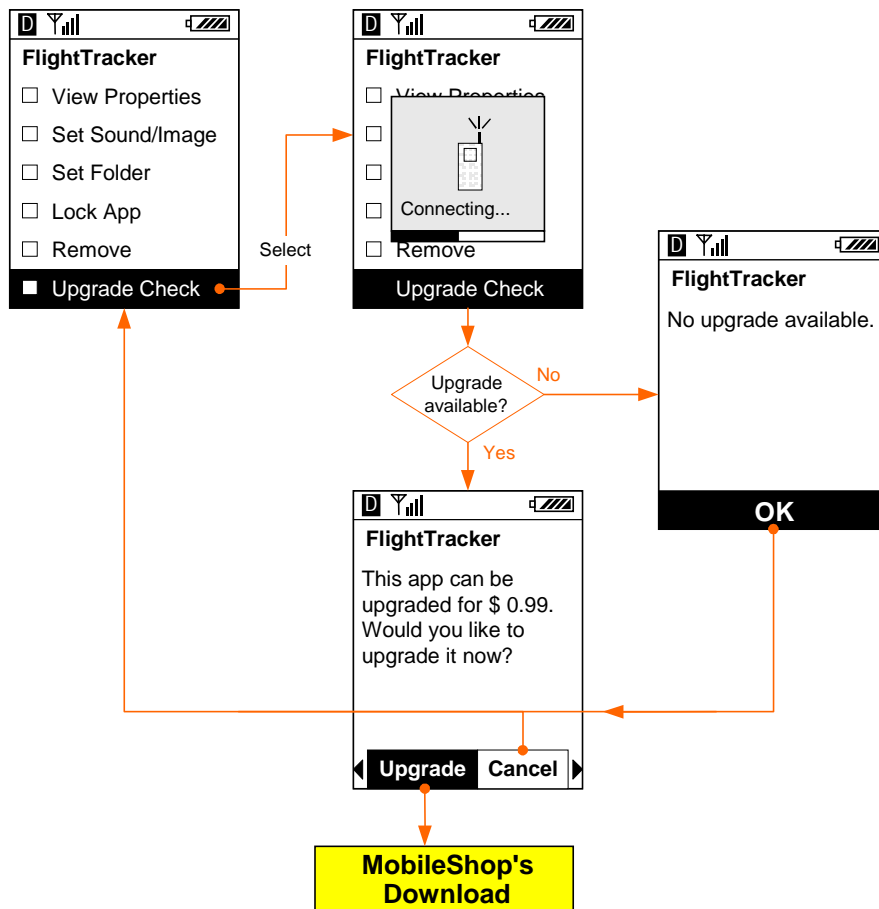 D
FlightTracker
View Properties
Set Sound/Image
Set Folder
Lock App
Remove
Upgrade Check
Select
D
FlightTracker
View Properties
Connecting...
Remove
Upgrade Check
Upgrade
available?
No
Yes
D
FlightTracker
No upgrade available.
OK
D
FlightTracker
This app can be
upgraded for $ 0.99.
Would you like to
upgrade it now?
Upgrade Cancel
MobileShop's
Download